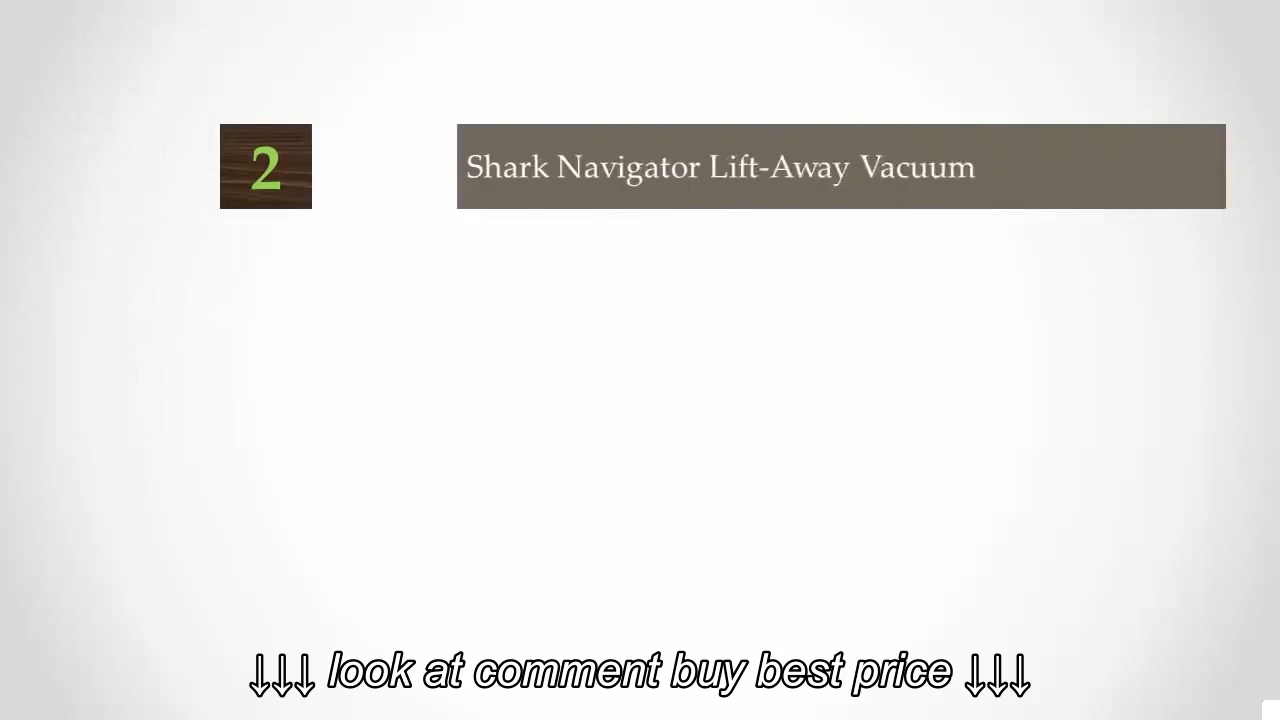 2
Shark Navigator Lift-Away Vacuum
↓↓↓ look at comment buy best price ↓↓↓